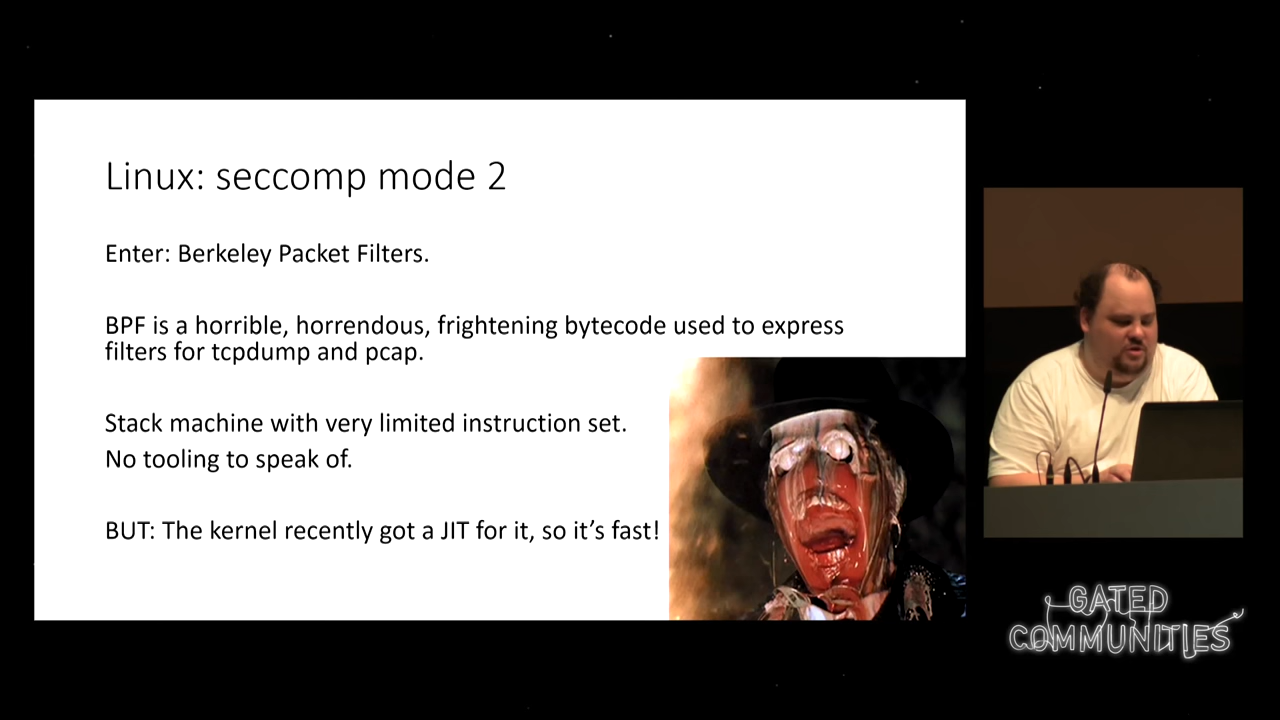 Linux: seccomp mode 2
Enter: Berkeley Packet Filters.
BPF is a horrible, horrendous, frightening bytecode used to express
filters for tcpdump and pcap.
Stack machine with very limited instruction set.
No tooling to speak of.
BUT: The kernel recently got a JIT for it, so it’s fast!
GATED
COMMUNITIES